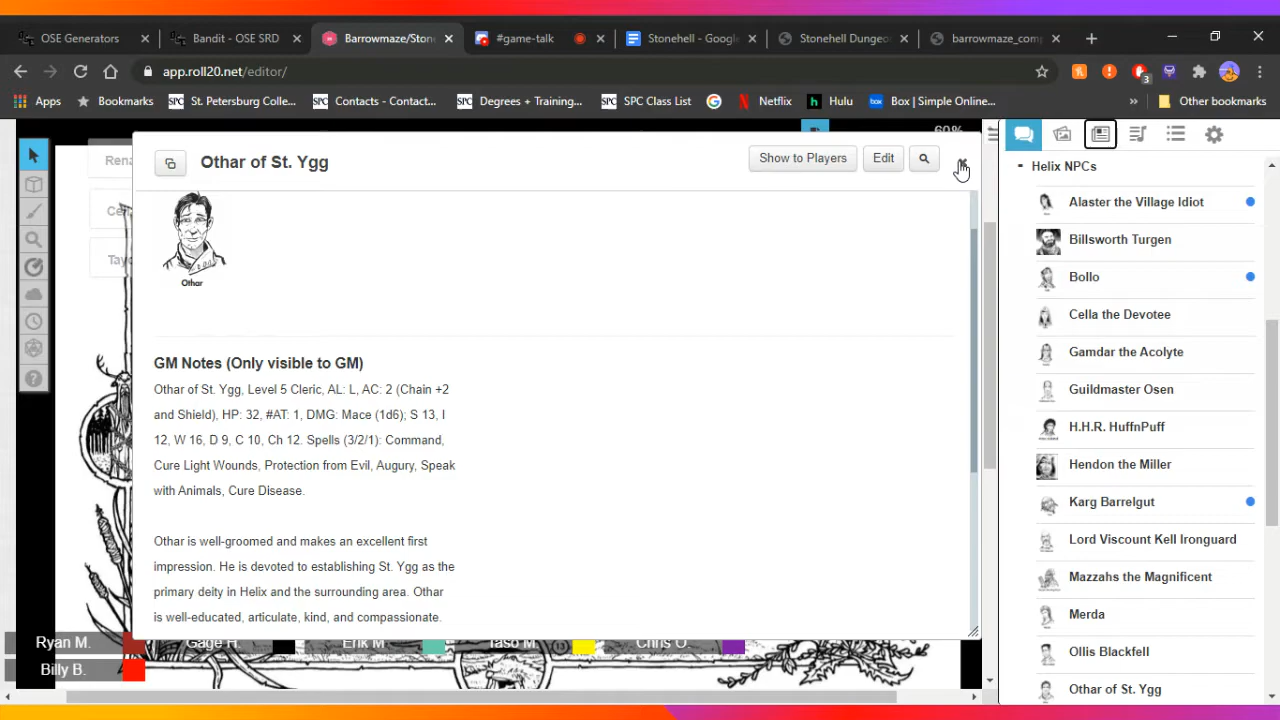 OSE Generators
Bandit - OSE SRD
Barrowmaze/Ston
#game-talk
Stonehell - Google
Stonehell Dungeo
barrowmaze_comp
app.roll20.net/editor/
3
Apps
Bookmarks
St. Petersburg Colle...
Contacts - Contact...
Degrees + Training...
SPC Class List
Netflix
Hulu
Box | Simple Online...
Other bookmarks
60%
Othar of St. Ygg
Show to Players
Edit
Othar
GM Notes (Only visible to GM)
Othar of St. Ygg, Level 5 Cleric, AL: L, AC: 2 (Chain +2
and Shield), HP: 32, #AT: 1, DMG: Mace (1d6); S 13, I
12, W 16, D 9, C 10, Ch 12. Spells (3/2/1): Command,
Cure Light Wounds, Protection from Evil, Augury, Speak
with Animals, Cure Disease.
Othar is well-groomed and makes an excellent first
impression. He is devoted to establishing St. Ygg as the
primary deity in Helix and the surrounding area. Othar
is well-educated, articulate, kind, and compassionate.
Helix NPCs
Alaster the Village Idiot
Billsworth Turgen
Bollo
Cella the Devotee
Gamdar the Acolyte
Guildmaster Osen
H.H.R. HuffnPuff
Hendon the Miller
Karg Barrelgut
Lord Viscount Kell Ironguard
Mazzahs the Magnificent
Merda
Ollis Blackfell
Othar of St. Ygg
Ryan M.
Gage H
Erik M
Taso M
Chris O.
Billy B.